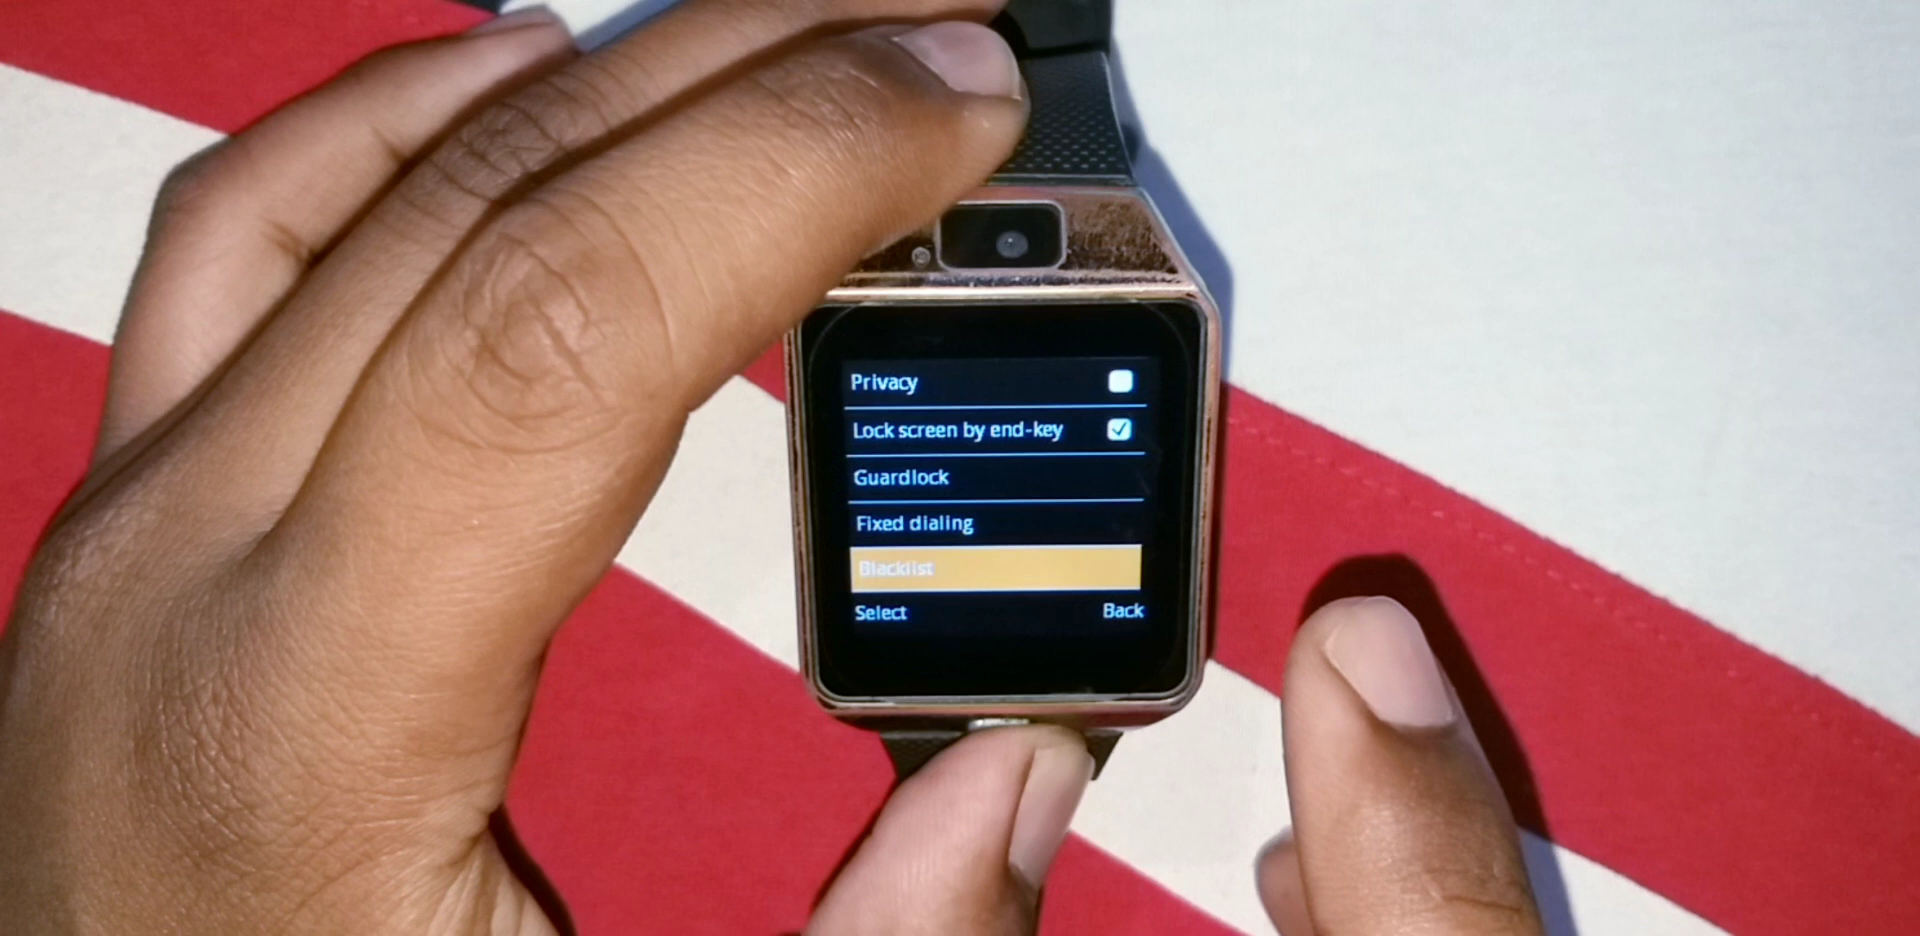 Privacy
Lock screen by end-key
Guardlock
Fixed dialing
Blacklist
Select Back